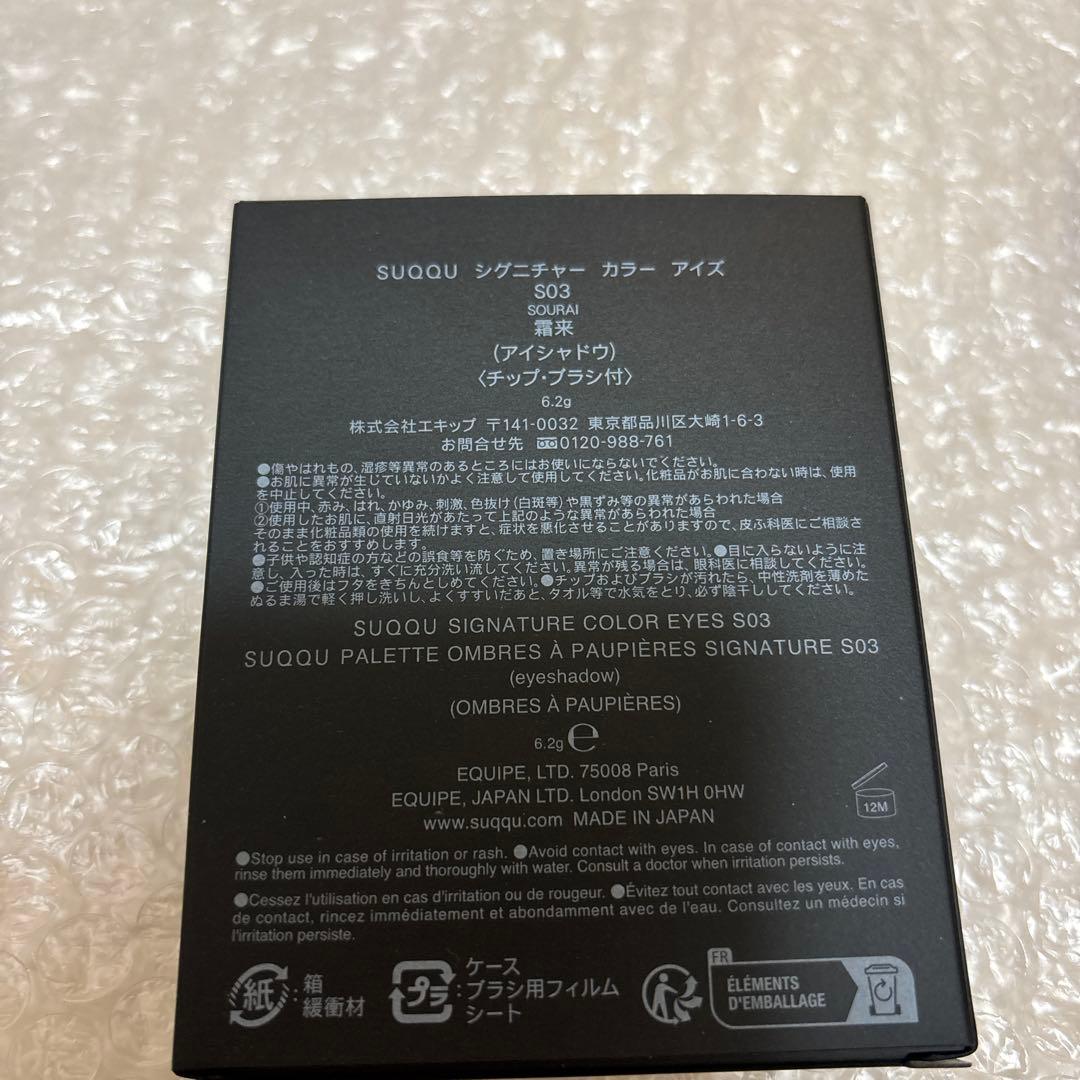 SUQQU シグニチャー カラー アイズ
S03
SOURAI
霜来
(アイシャドウ)
〈チップ・ブラシ付〉
6.2g
株式会社エキップ 〒141-0032 東京都品川区大崎1-6-3
お問合せ先 0120-988-761
●傷やはれもの、湿疹等異常のあるところにはお使いにならないでください。
●お肌に異常が生じていないかよく注意して使用してください。化粧品がお肌に合わない時は、使用
を中止してください。
①使用中、赤み、はれ、かゆみ、刺激、色抜け(白斑等)や黒ずみ等の異常があらわれた場合
②使用したお肌に、直射日光があたって上記のような異常があらわれた場合
そのまま化粧品類の使用を続けますと、症状を悪化させることがありますので、皮ふ科医にご相談さ
れることをおすすめします。
●子供や認知症の方などの誤食等を防ぐため、置き場所にご注意ください。●目に入らないように注
意し、入った時は、すぐに充分洗い流してください。異常が残る場合は、眼科医に相談してください。
●ご使用後はフタをきちんとしめてください。●チップおよびブラシが汚れたら、中性洗剤を薄めた
ぬるま湯で軽く押し洗いし、よくすすいだあと、タオル等で水気をとり、必ず陰干ししてください。
SUQQU SIGNATURE COLOR EYES S03
SUQQU PALETTE OMBRES À PAUPIÈRES SIGNATURE S03
(eyeshadow)
(OMBRES À PAUPIÈRES)
6.2g ℮
EQUIPE, LTD. 75008 Paris
EQUIPE, JAPAN LTD. London SW1H 0HW
www.suqqu.com MADE IN JAPAN
12M
●Stop use in case of irritation or rash. ●Avoid contact with eyes. In case of contact with eyes,
rinse them immediately and thoroughly with water. Consult a doctor when irritation persists.
●Cessez l'utilisation en cas d'irritation ou de rougeur. ●Évitez tout contact avec les yeux. En cas
de contact, rincez immédiatement et abondamment avec de l'eau. Consultez un médecin si
l'irritation persiste.
紙:箱
緩衝材
プラ:ケース
ブラシ用フィルム
シート
FR
ÉLÉMENTS
D'EMBALLAGE